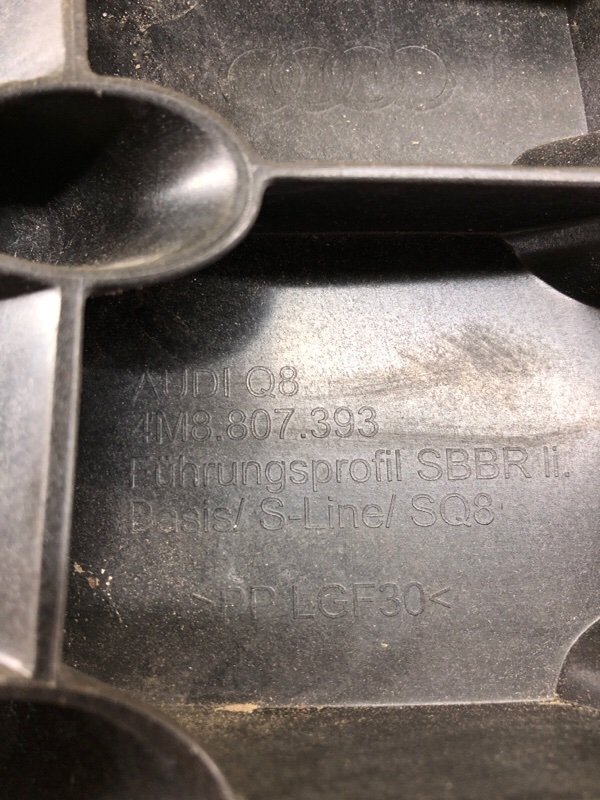 AUDI Q8
4M8.807.393
Führungsprofil SBBR li.
Basis/ S-Line/ SQ8
>PP LGF30<